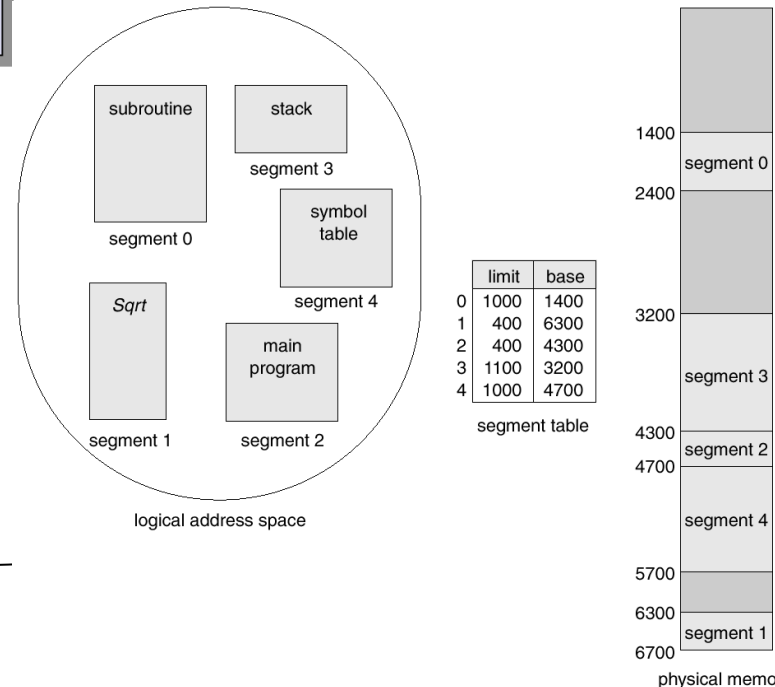 subroutine
stack
segment 3
segment 0
symbol
table
segment 4
Sqrt
main
program
segment 1
segment 2
logical address space
limit base
0 1000 1400
1 400 6300
2 400 4300
3 1100 3200
4 1000 4700
segment table
1400
segment 0
2400
3200
segment 3
4300
segment 2
4700
segment 4
5700
6300
segment 1
6700
physical memo